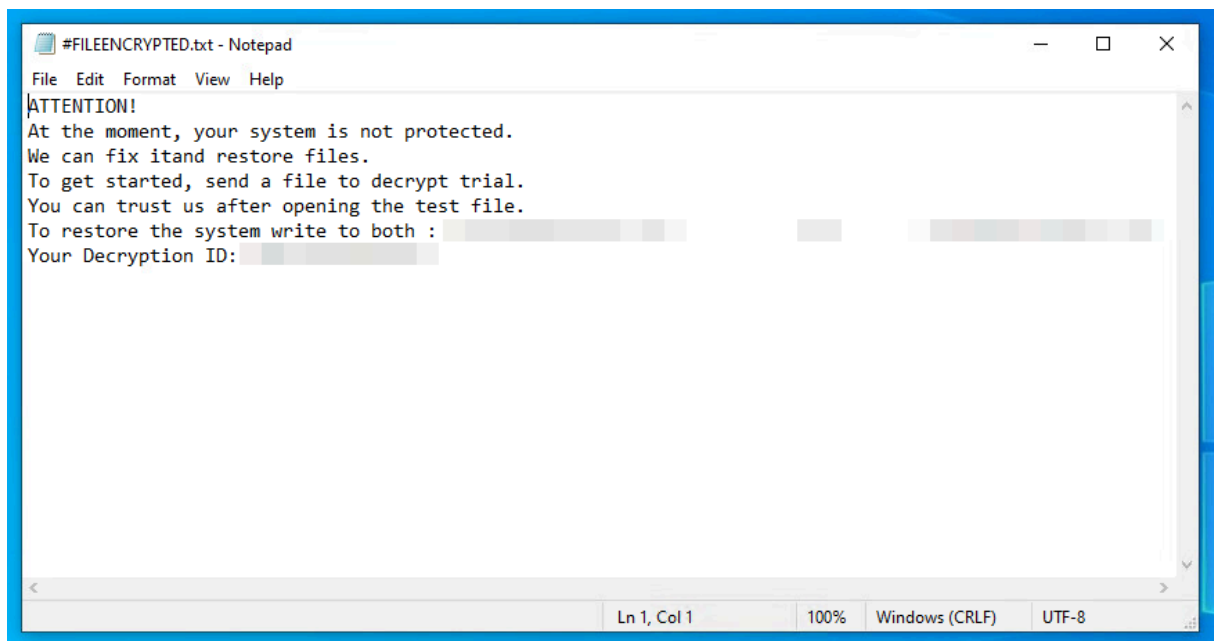 #FILEENCRYPTED.txt - Notepad
File Edit Format View Help
ATTENTION!
At the moment, your system is not protected.
We can fix itand restore files.
To get started, send a file to decrypt trial.
You can trust us after opening the test file.
To restore the system write to both :
Your Decryption ID:
Ln 1, Col 1 100% Windows (CRLF) UTF-8